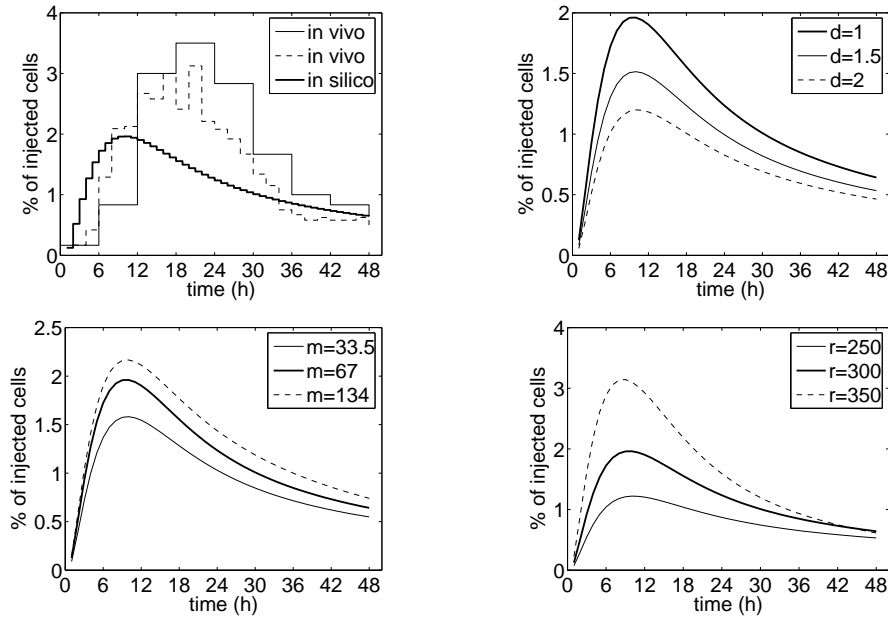 % of injected cells
4
3
2
1
0
0 6 12 18 24 30 36 42 48
time (h)
in vivo
in vivo
in silico
% of injected cells
2
1.5
1
0.5
0
0 6 12 18 24 30 36 42 48
time (h)
d=1
d=1.5
d=2
% of injected cells
2.5
2
1.5
1
0.5
0
0 6 12 18 24 30 36 42 48
time (h)
m=33.5
m=67
m=134
% of injected cells
4
3
2
1
0
0 6 12 18 24 30 36 42 48
time (h)
r=250
r=300
r=350